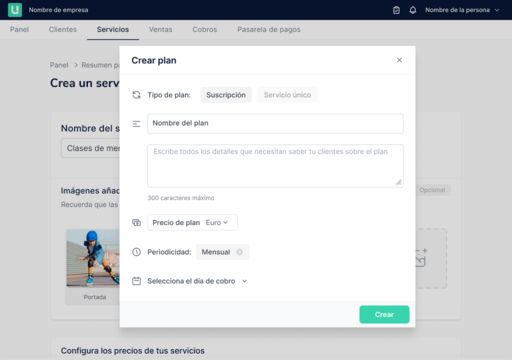 U Nombre de empresa Nombre de la persona
Panel Clientes Servicios Ventas Cobros Pasarela de pagos
Panel > Resumen pa
Crea un serv
Crear plan
Tipo de plan: Suscripción Servicio único
Nombre del s
Nombre del plan
Clases de men
Escribe todos los detalles que necesitan saber tu clientes sobre el plan
Imágenes añad
Opcional
300 caracteres máximo
Recuerda que las
Precio de plan Euro
Periodicidad: Mensual
Selecciona el día de cobro
Portada
Crear
Configura los precios de tus servicios